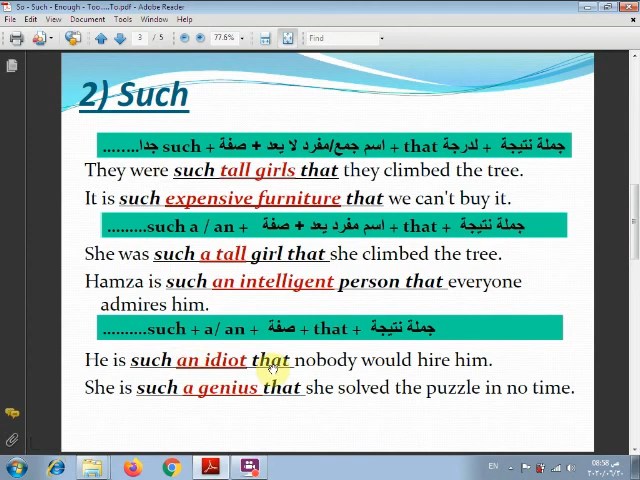 So - Such - Enough - Too.....To.pdf - Adobe Reader
File Edit View Document Tools Window Help
3 / 5 77.6% Find
2) Such
........جدا such + صفة + اسم جمع/مفرد لا يعد + that لدرجة + جملة نتيجة
They were such tall girls that they climbed the tree.
It is such expensive furniture that we can't buy it.
.........such a / an + صفة + اسم مفرد يعد + that + جملة نتيجة
She was such a tall girl that she climbed the tree.
Hamza is such an intelligent person that everyone
admires him.
..........such + a/ an + صفة + that + جملة نتيجة
He is such an idiot that nobody would hire him.
She is such a genius that she solved the puzzle in no time.
EN
08:58 ص
٢٠٢٠/٠٦/٢٠